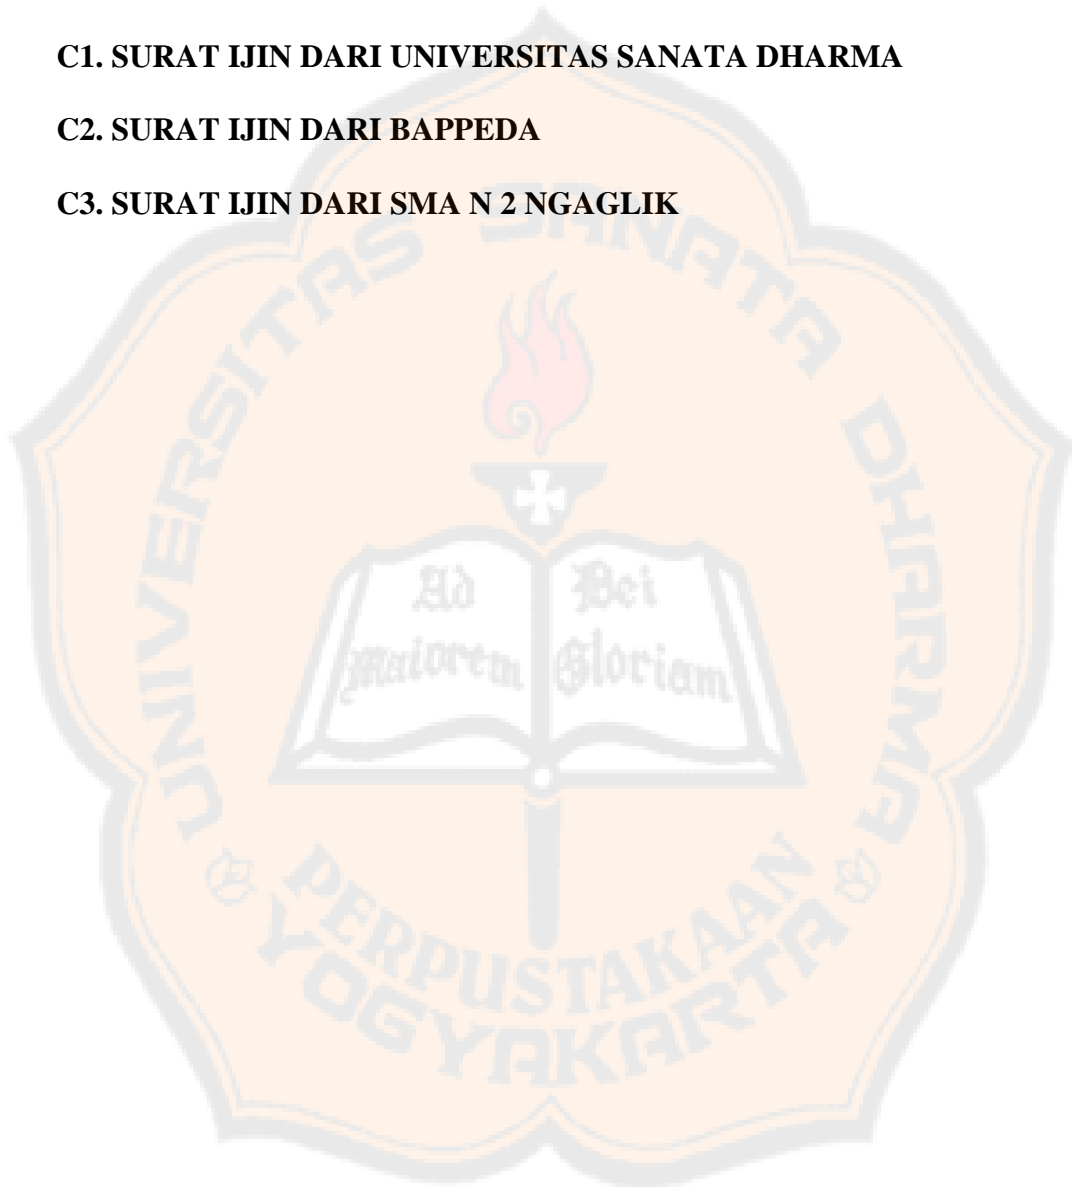 C1. SURAT IJIN DARI UNIVERSITAS SANATA DHARMA
C2. SURAT IJIN DARI BAPPEDA
C3. SURAT IJIN DARI SMA N 2 NGAGLIK
UNIVERSITAS SANATA DHARMA
Ad Dei
maiorem Gloriam
PERPUSTAKAAN
YOGYAKARTA